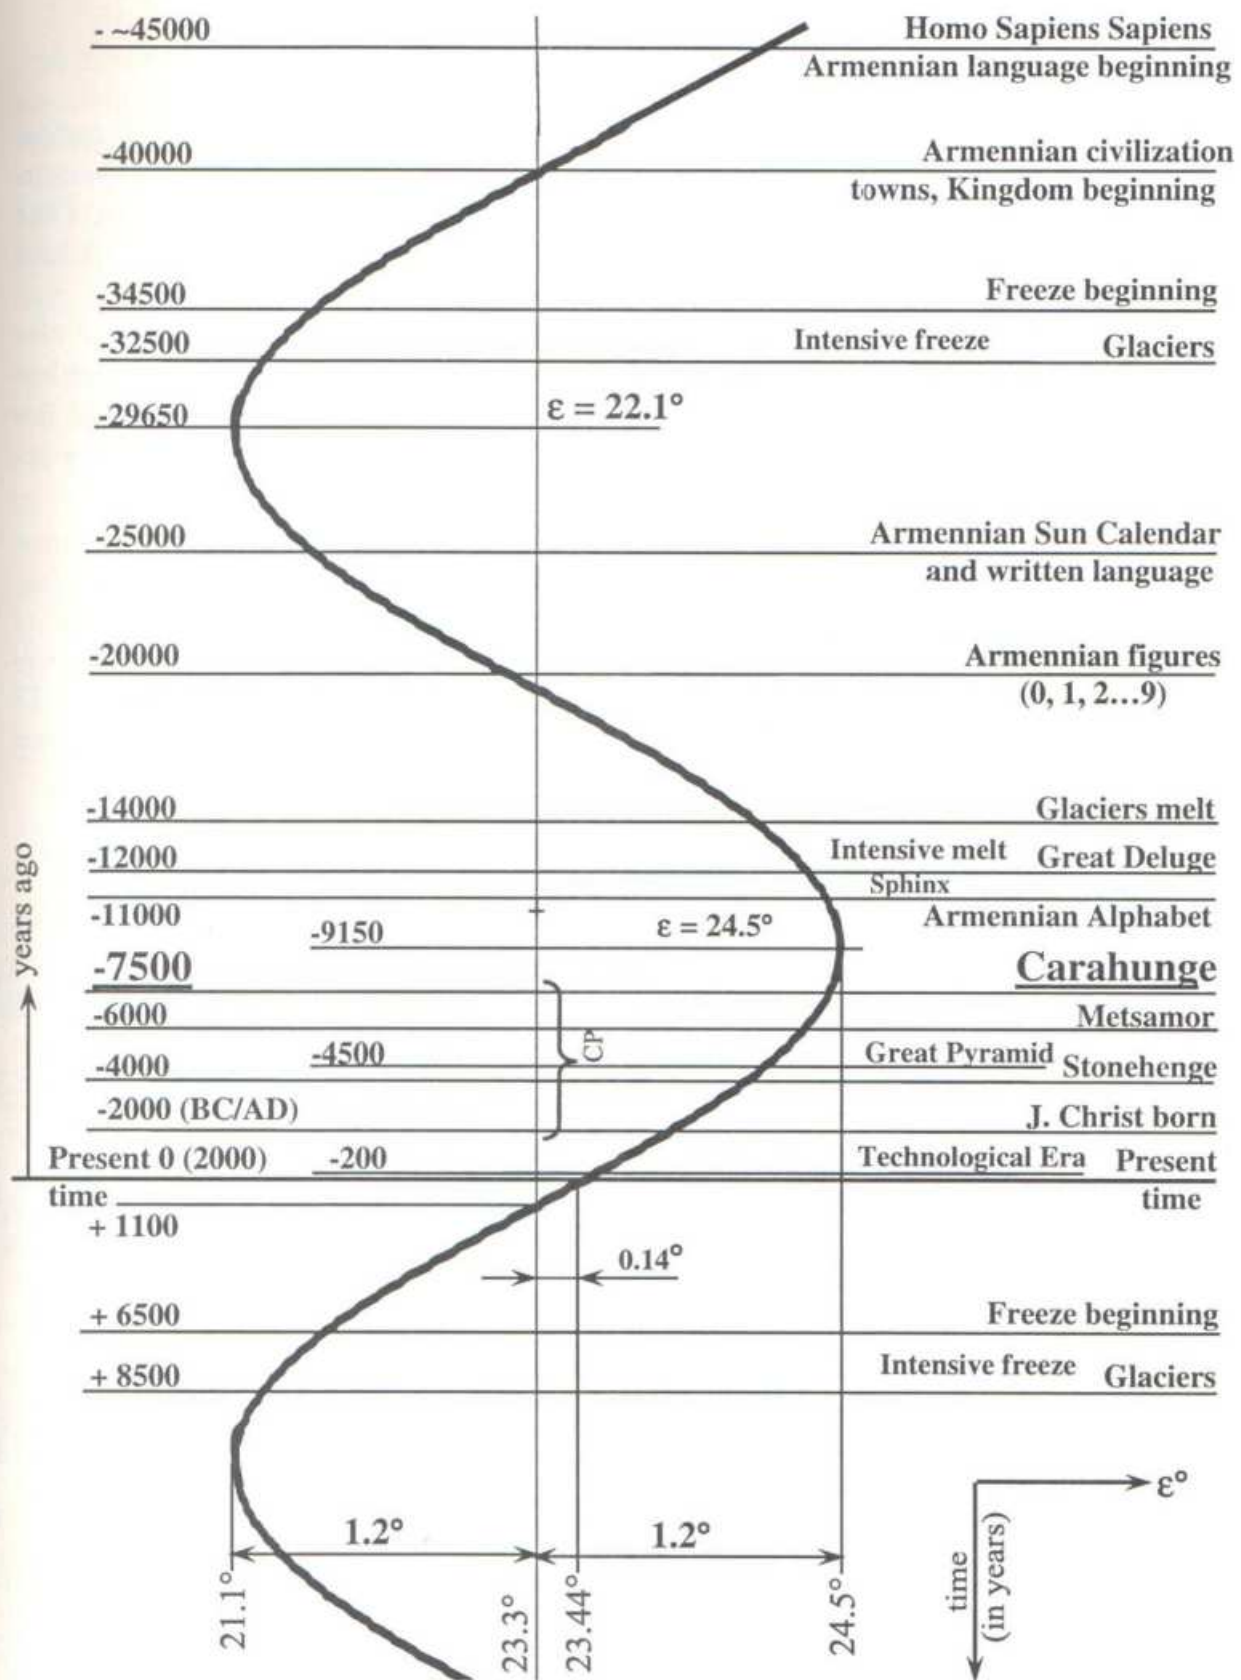 - ~45000 Homo Sapiens Sapiens
Armennian language beginning
-40000 Armennian civilization
towns, Kingdom beginning
-34500 Freeze beginning
-32500 Intensive freeze Glaciers
-29650 ε = 22.1°
-25000 Armennian Sun Calendar
and written language
-20000 Armennian figures
(0, 1, 2...9)
-14000 Glaciers melt
-12000 Intensive melt Great Deluge
Sphinx
-11000 Armennian Alphabet
-9150 ε = 24.5°
-7500 Carahunge
-6000 Metsamor
-4500 Great Pyramid
-4000 Stonehenge
CP
-2000 (BC/AD) J. Christ born
Present 0 (2000) -200 Technological Era Present
time time
+ 1100
0.14°
+ 6500 Freeze beginning
+ 8500 Intensive freeze Glaciers
years ago
ε°
1.2° 1.2°
time
(in years)
21.1° 23.3° 23.44° 24.5°